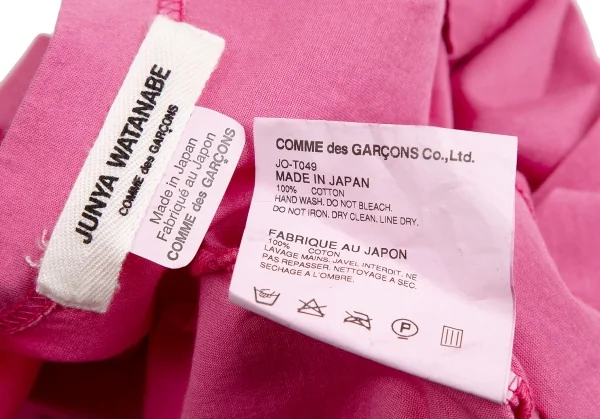 JUNYA WATANABE
COMME des GARÇONS
Made in Japan
Fabriqué au Japon
COMME des GARÇONS
COMME des GARÇONS Co., Ltd.
JO-T049
MADE IN JAPAN
100% COTTON
HAND WASH. DO NOT BLEACH.
DO NOT IRON. DRY CLEAN. LINE DRY.
FABRIQUE AU JAPON
100% COTON
LAVAGE MAINS. JAVEL INTERDIT. NE
PAS REPASSER. NETTOYAGE A SEC.
SECHAGE A L'OMBRE.
P